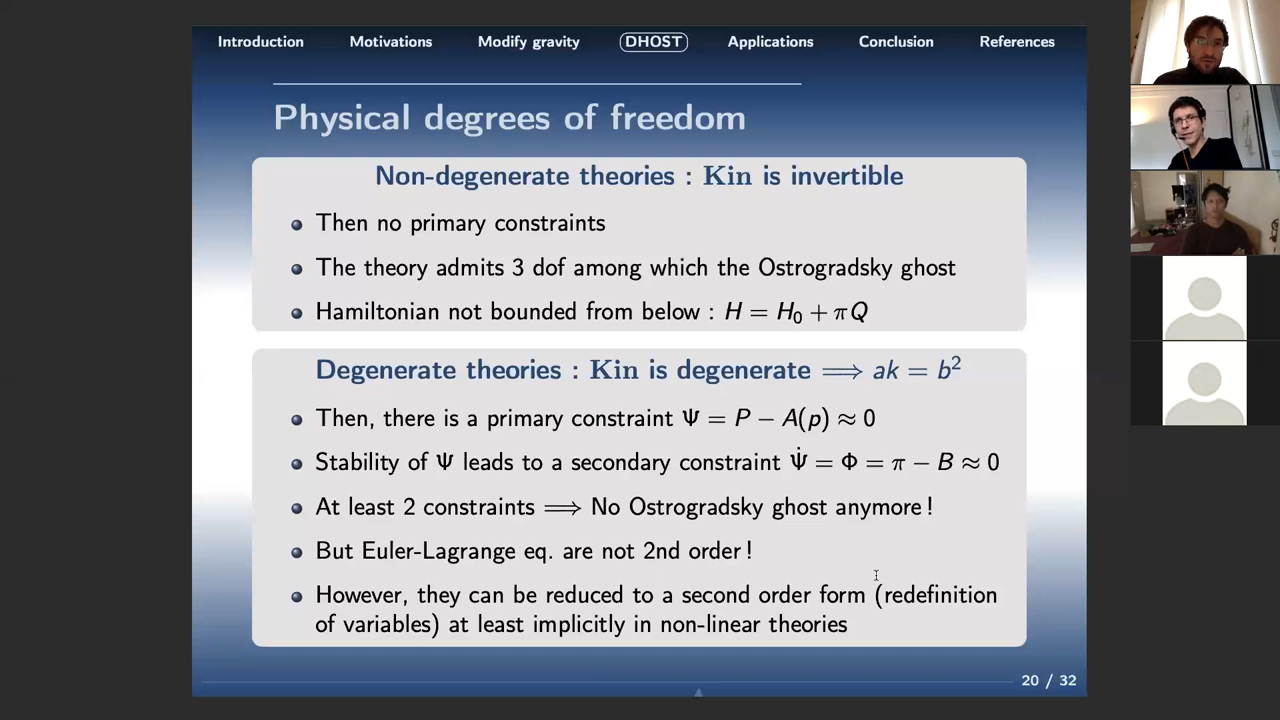 Introduction Motivations Modify gravity DHOST Applications Conclusion References
Physical degrees of freedom
Non-degenerate theories : Kin is invertible
Then no primary constraints
The theory admits 3 dof among which the Ostrogradsky ghost
Hamiltonian not bounded from below : H = H₀ + πQ
Degenerate theories : Kin is degenerate ⟹ ak = b²
Then, there is a primary constraint Ψ = P − A(p) ≈ 0
Stability of Ψ leads to a secondary constraint Ψ̇ = Φ = π − B ≈ 0
At least 2 constraints ⟹ No Ostrogradsky ghost anymore !
But Euler-Lagrange eq. are not 2nd order !
However, they can be reduced to a second order form (redefinition
of variables) at least implicitly in non-linear theories
20 / 32